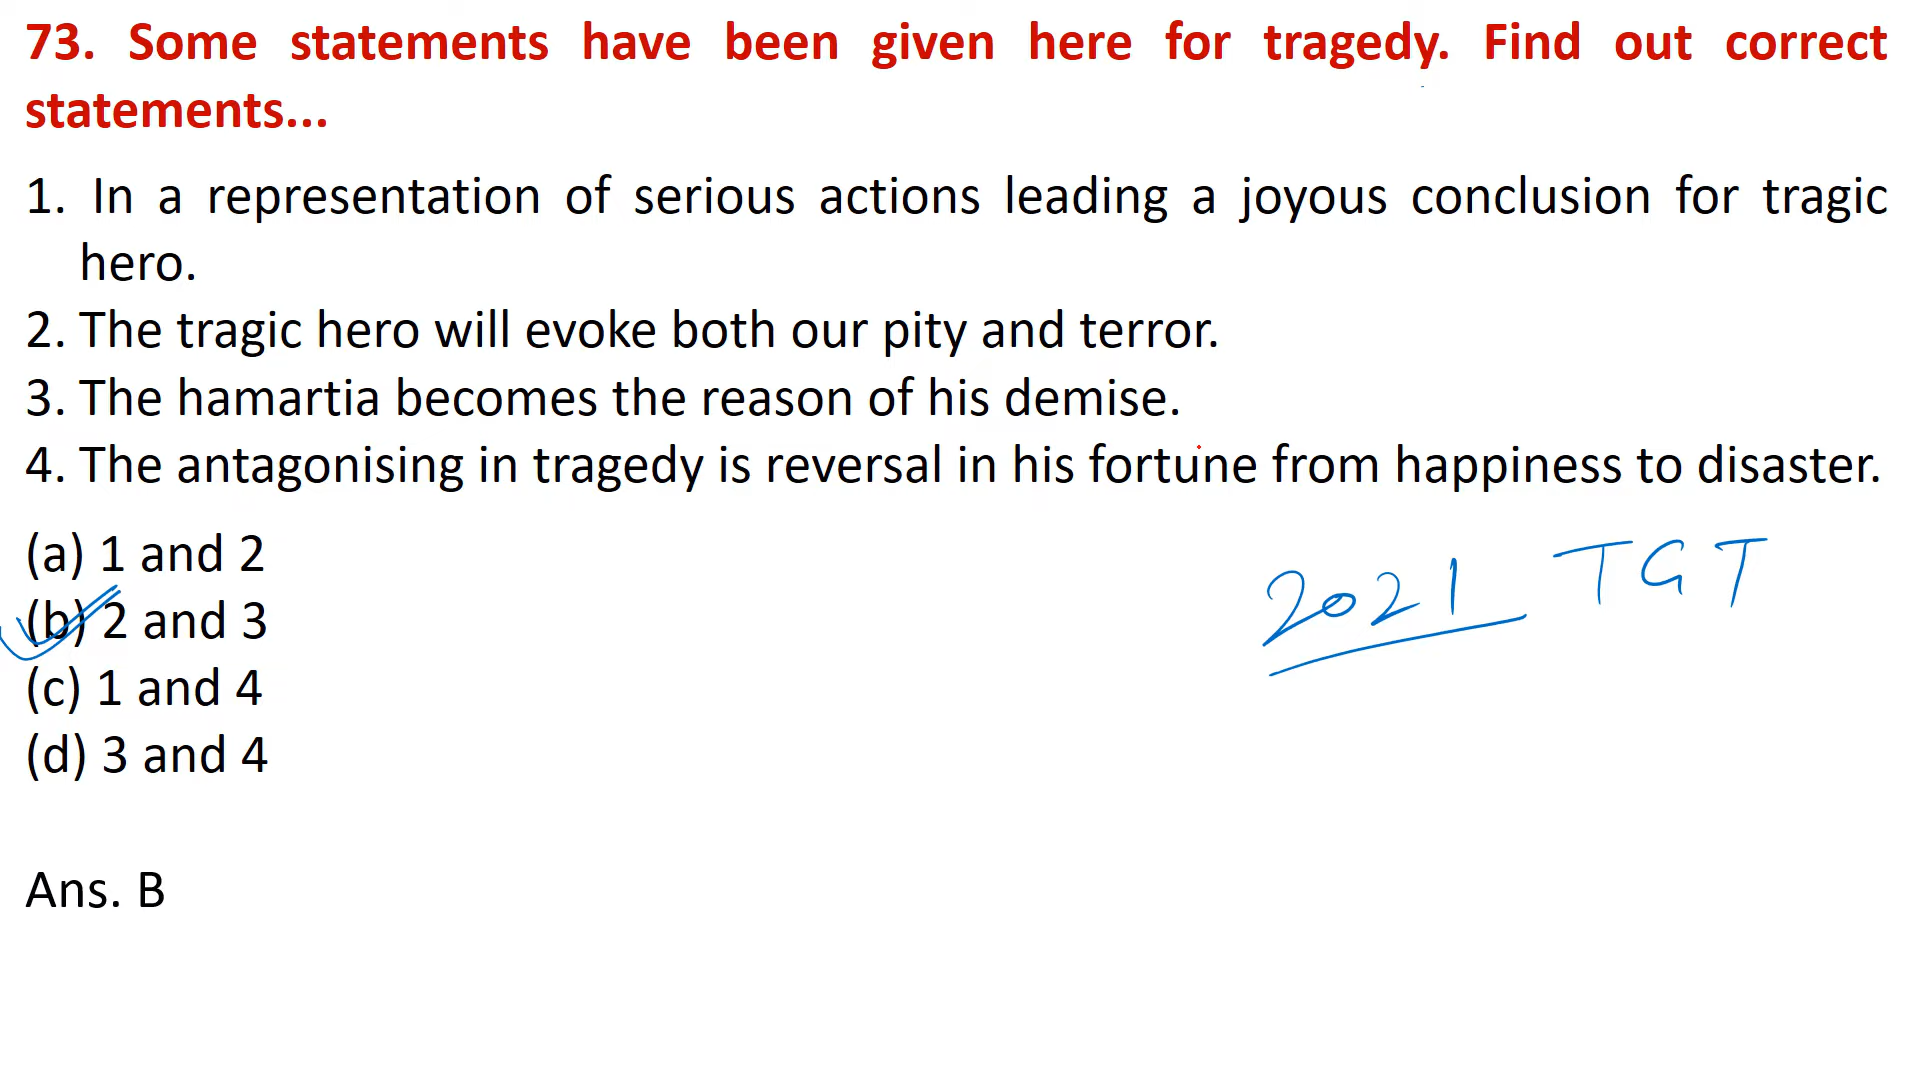 73. Some statements have been given here for tragedy. Find out correct
statements...
1. In a representation of serious actions leading a joyous conclusion for tragic
hero.
2. The tragic hero will evoke both our pity and terror.
3. The hamartia becomes the reason of his demise.
4. The antagonising in tragedy is reversal in his fortune from happiness to disaster.
(a) 1 and 2
(b) 2 and 3
(c) 1 and 4
(d) 3 and 4
2021 TGT
Ans. B